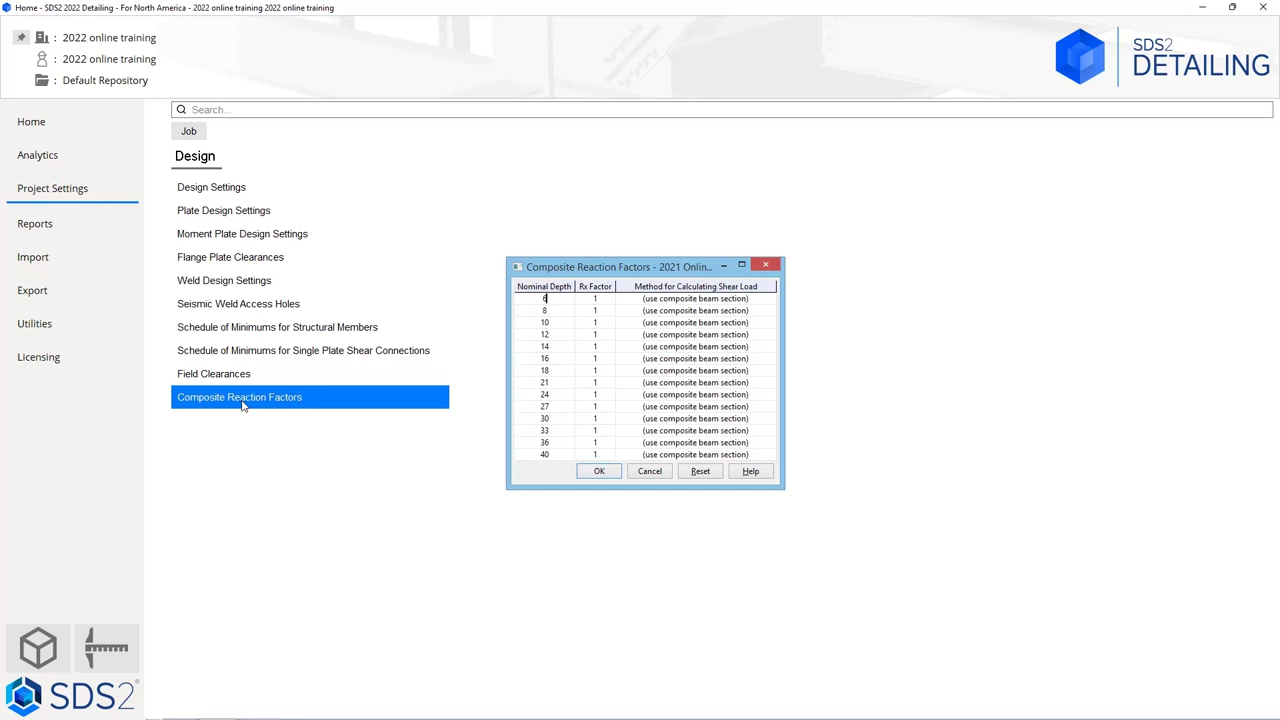 Home - SDS2 2022 Detailing - For North America - 2022 online training 2022 online training
: 2022 online training
: 2022 online training
: Default Repository
SDS2
DETAILING
Home
Analytics
Project Settings
Reports
Import
Export
Utilities
Licensing
Search...
Job
Design
Design Settings
Plate Design Settings
Moment Plate Design Settings
Flange Plate Clearances
Weld Design Settings
Seismic Weld Access Holes
Schedule of Minimums for Structural Members
Schedule of Minimums for Single Plate Shear Connections
Field Clearances
Composite Reaction Factors
Composite Reaction Factors - 2021 Onlin...
Nominal Depth Rx Factor Method for Calculating Shear Load
6 1 (use composite beam section)
8 1 (use composite beam section)
10 1 (use composite beam section)
12 1 (use composite beam section)
14 1 (use composite beam section)
16 1 (use composite beam section)
18 1 (use composite beam section)
21 1 (use composite beam section)
24 1 (use composite beam section)
27 1 (use composite beam section)
30 1 (use composite beam section)
33 1 (use composite beam section)
36 1 (use composite beam section)
40 1 (use composite beam section)
OK Cancel Reset Help
SDS2